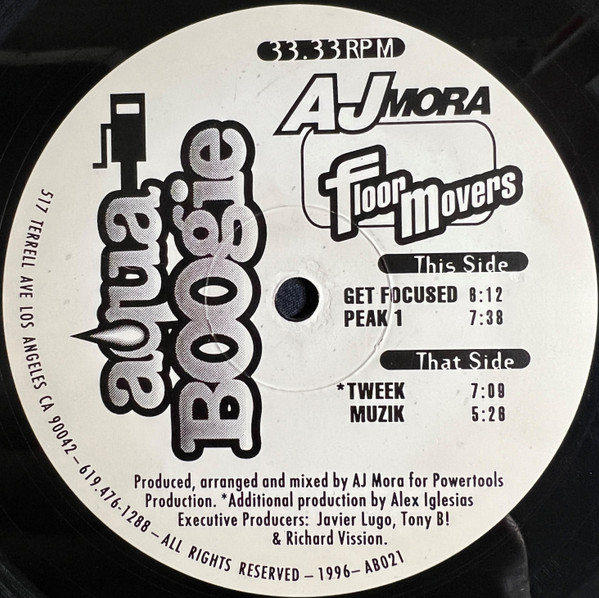 33.33 RPM
AJ MORA
Floor movers
aqua Boogie
This Side
GET FOCUSED 8:12
PEAK 1 7:38
That Side
*TWEEK 7:09
MUZIK 5:28
Produced, arranged and mixed by AJ Mora for Powertools
Production. *Additional production by Alex Iglesias
Executive Producers: Javier Lugo, Tony B!
& Richard Vission.
517 TERRELL AVE LOS ANGELES CA 90042 – 619.476-1288 – ALL RIGHTS RESERVED – 1996 – AB021